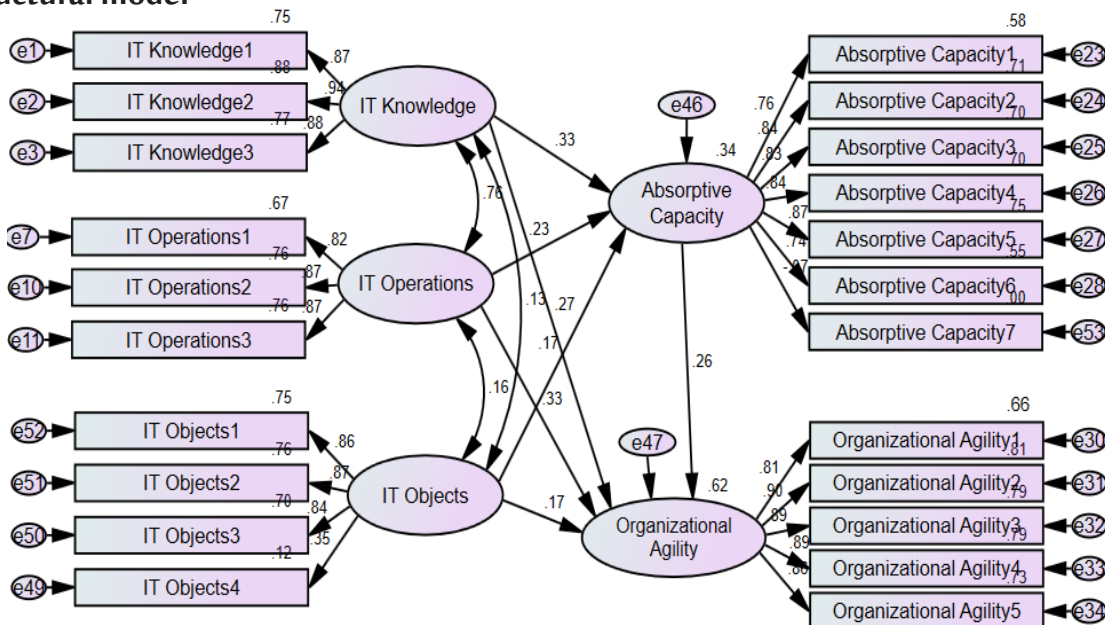 uctural model
.75
e1 IT Knowledge1 .87
.88
e2 IT Knowledge2 .94
.77
e3 IT Knowledge3 .88
IT Knowledge
.67
e7 IT Operations1 .82
.76
e10 IT Operations2 .87
.76
e11 IT Operations3 .87
IT Operations
.75
e52 IT Objects1 .86
.76
e51 IT Objects2 .87
.70
e50 IT Objects3 .84
.12
e49 IT Objects4 .35
IT Objects
.76
.13
.16
.33
.23
.27
.17
.33
.17
.26
e46
.34
Absorptive
Capacity
e47
.62
Organizational
Agility
.58
.76 Absorptive Capacity1 e23
.71
.84 Absorptive Capacity2 e24
.70
.83 Absorptive Capacity3 e25
.70
.84 Absorptive Capacity4 e26
.75
.87 Absorptive Capacity5 e27
.55
.74 Absorptive Capacity6 e28
.00
Absorptive Capacity7 e53
.66
.81 Organizational Agility1 e30
.81
.90 Organizational Agility2 e31
.79
.89 Organizational Agility3 e32
.79
.89 Organizational Agility4 e33
.73
.86 Organizational Agility5 e34